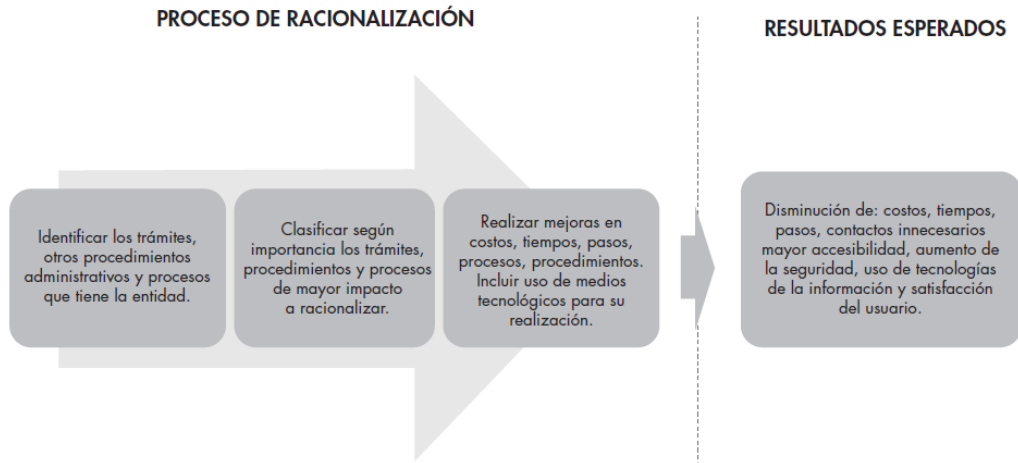 PROCESO DE RACIONALIZACIÓN
RESULTADOS ESPERADOS
Identificar los trámites,
otros procedimientos
administrativos y procesos
que tiene la entidad.
Clasificar según
importancia los trámites,
procedimientos y procesos
de mayor impacto
a racionalizar.
Realizar mejoras en
costos, tiempos, pasos,
procesos, procedimientos.
Incluir uso de medios
tecnológicos para su
realización.
Disminución de: costos, tiempos,
pasos, contactos innecesarios
mayor accesibilidad, aumento de
la seguridad, uso de tecnologías
de la información y satisfacción
del usuario.